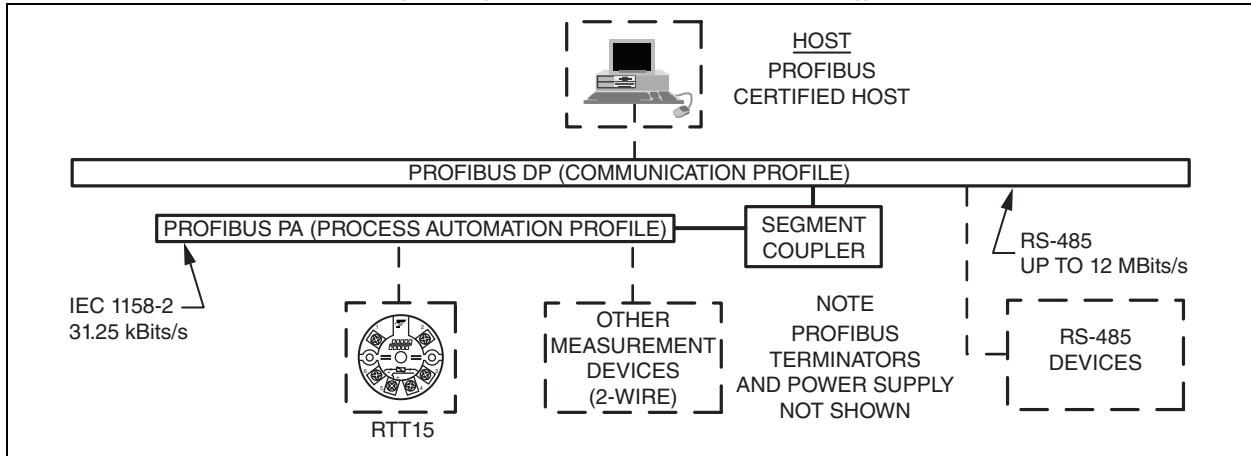 HOST
PROFIBUS
CERTIFIED HOST
PROFIBUS DP (COMMUNICATION PROFILE)
PROFIBUS PA (PROCESS AUTOMATION PROFILE)
SEGMENT
COUPLER
RS-485
UP TO 12 MBits/s
IEC 1158-2
31.25 kBits/s
RTT15
OTHER
MEASUREMENT
DEVICES
(2-WIRE)
NOTE
PROFIBUS
TERMINATORS
AND POWER SUPPLY
NOT SHOWN
RS-485
DEVICES